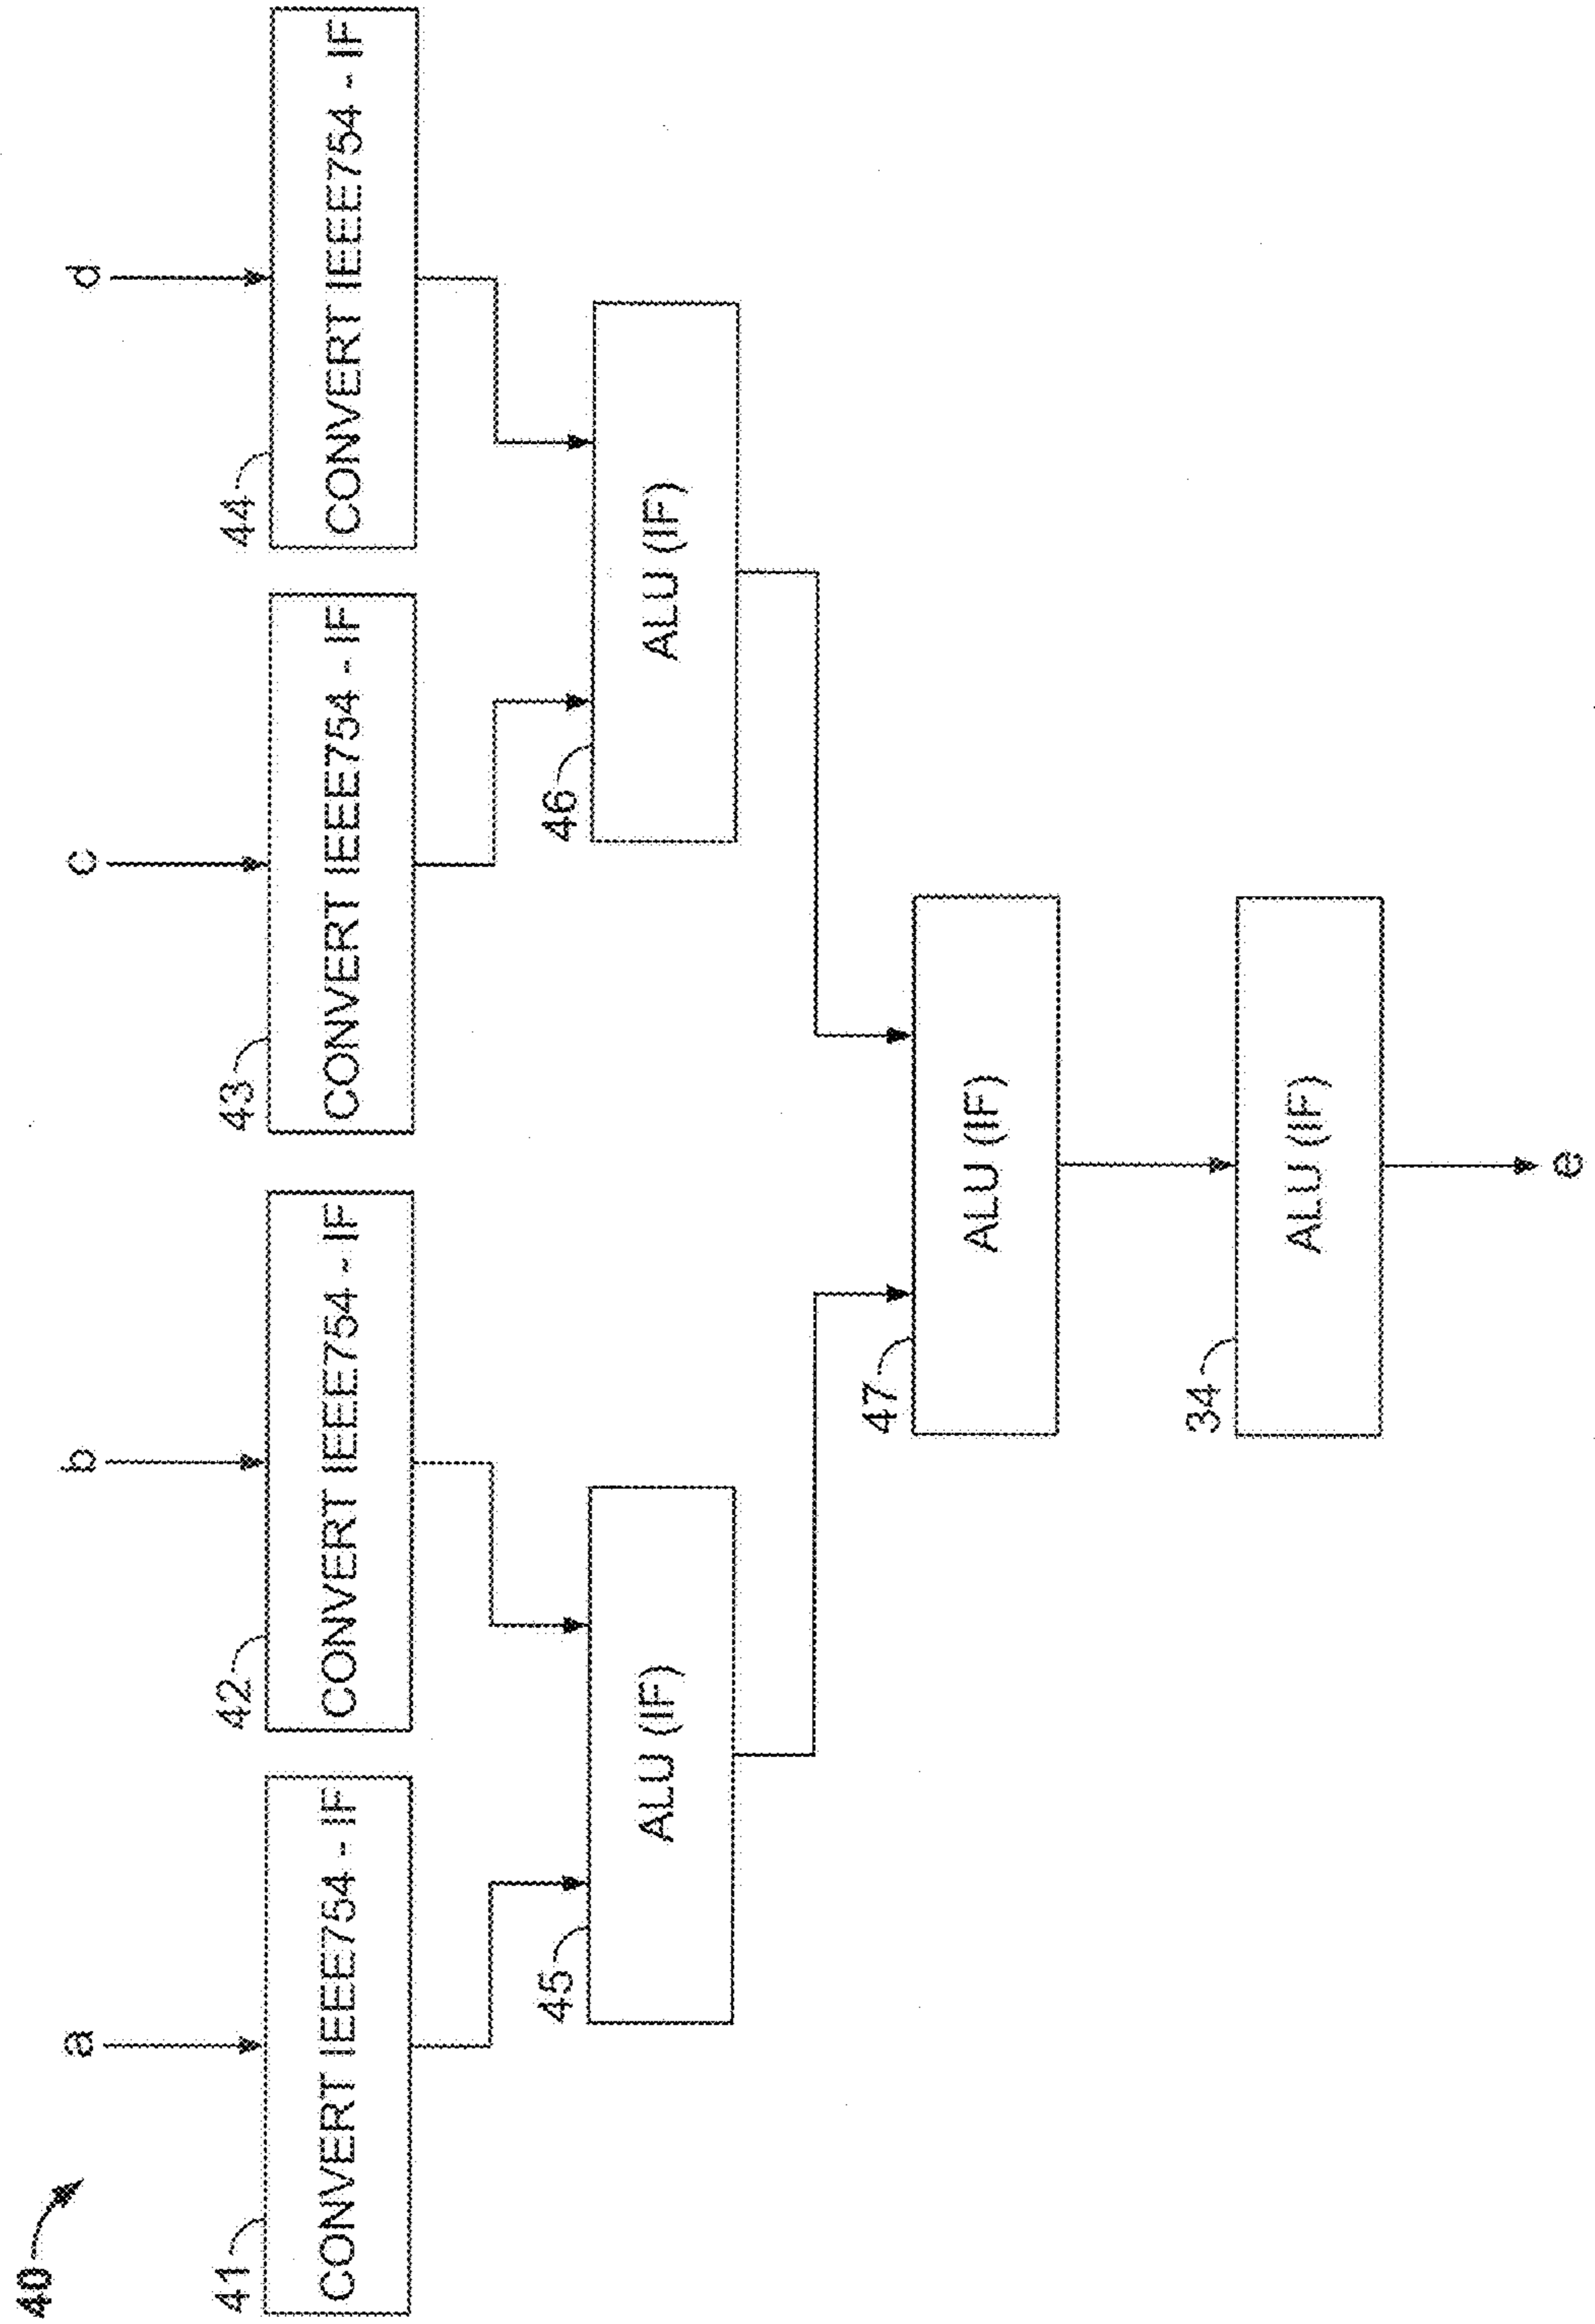 40
a
b
c
d
41
42
43
44
CONVERT IEEE754 - IF
CONVERT IEEE754 - IF
CONVERT IEEE754 - IF
CONVERT IEEE754 - IF
45
46
ALU (IF)
ALU (IF)
47
ALU (IF)
34
ALU (IF)
e